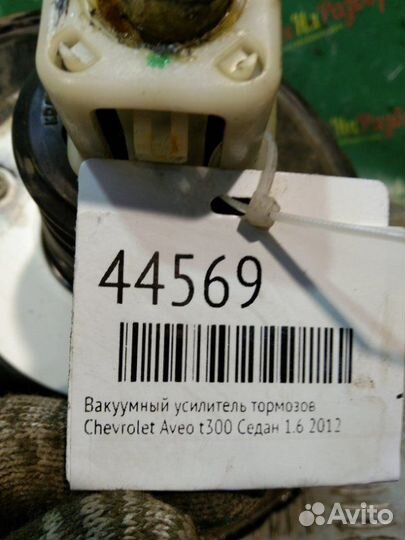 44569
Вакуумный усилитель тормозов
Chevrolet Aveo t300 Седан 1.6 2012
Avito